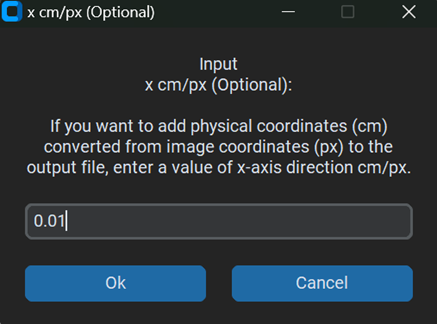 x cm/px (Optional)
Input
x cm/px (Optional):
If you want to add physical coordinates (cm)
converted from image coordinates (px) to the
output file, enter a value of x-axis direction cm/px.
0.01
Ok Cancel